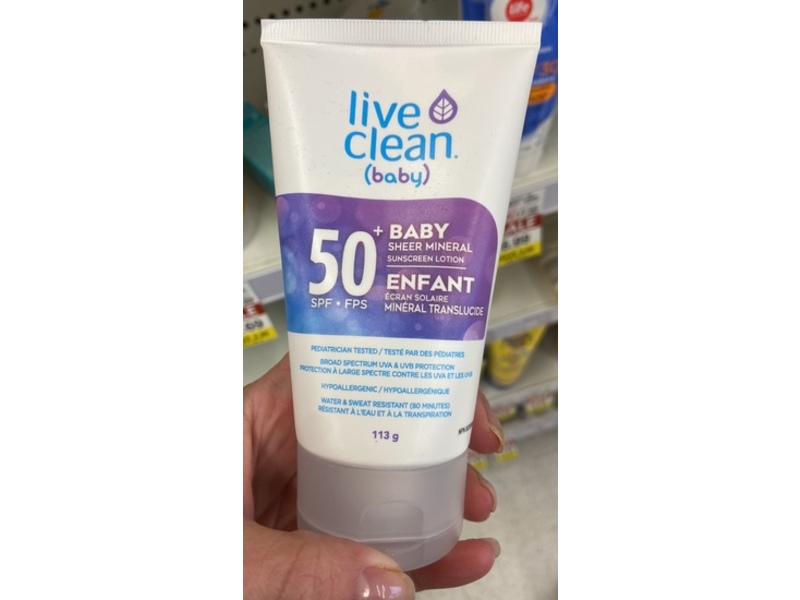 live
clean.
(baby)
50+
SPF • FPS
BABY
SHEER MINERAL
SUNSCREEN LOTION
ENFANT
ÉCRAN SOLAIRE
MINÉRAL TRANSLUCIDE
PEDIATRICIAN TESTED / TESTÉ PAR DES PÉDIATRES
BROAD SPECTRUM UVA & UVB PROTECTION
PROTECTION À LARGE SPECTRE CONTRE LES UVA ET LES UVB
HYPOALLERGENIC / HYPOALLERGÉNIQUE
WATER & SWEAT RESISTANT (80 MINUTES)
RÉSISTANT À L'EAU ET À LA TRANSPIRATION
113 g
life